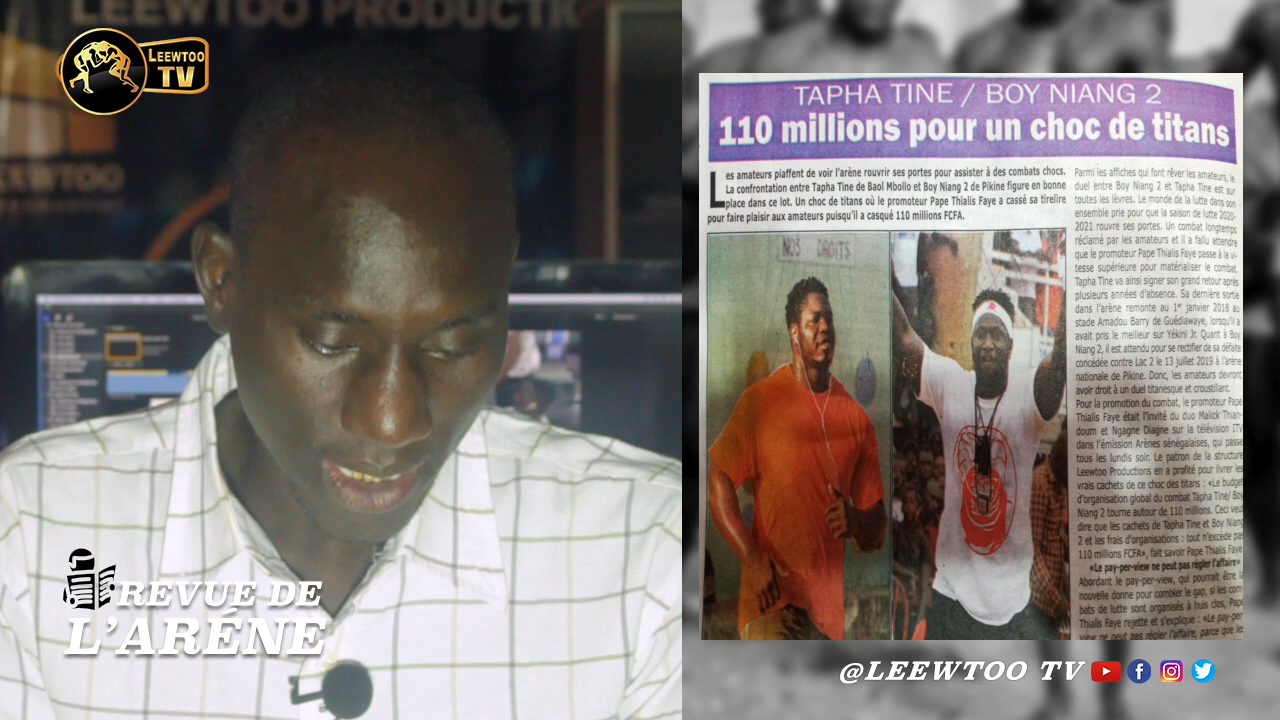 LEEWTOO PRODUCTIO
LEEWTOO
TV
LEEWTOO
REVUE DE
L'ARÉNE
TAPHA TINE / BOY NIANG 2
110 millions pour un choc de titans
Les amateurs piaffent de voir l'arène rouvrir ses portes pour assister à des combats chocs.
La confrontation entre Tapha Tine de Baol Mbollo et Boy Niang 2 de Pikine figure en bonne
place dans ce lot. Un choc de titans où le promoteur Pape Thialis Faye a cassé sa tirelire
pour faire plaisir aux amateurs puisqu'il a casqué 110 millions FCFA.
NOS DROITS
Parmi les affiches qui font rêver les amateurs, le
duel entre Boy Niang 2 et Tapha Tine est sur
toutes les lèvres. Le monde de la lutte dans son
ensemble prie pour que la saison de lutte 2020-
2021 rouvre ses portes. Un combat longtemps
réclamé par les amateurs et il a fallu attendre
que le promoteur Pape Thialis Faye passe à la vi-
tesse supérieure pour matérialiser le combat.
Tapha Tine va ainsi signer son grand retour après
plusieurs années d'absence. Sa dernière sortie
dans l'arène remonte au 1er janvier 2018 au
stade Amadou Barry de Guédiawaye, lorsqu'il a
avait pris le meilleur sur Yékini Jr. Quant à Boy
Niang 2, il est attendu pour se rectifier de sa défaite
concédée contre Lac 2 le 13 juillet 2019 à l'arène
nationale de Pikine. Donc, les amateurs devront
avoir droit à un duel titanesque et croustillant.
Pour la promotion du combat, le promoteur Pape
Thialis Faye était l'invité du duo Malick Thian-
doum et Ngagne Diagne sur la télévision ITV
dans l'émission Arènes sénégalaises, qui passe
tous les lundis soir. Le patron de la structure
Leewtoo Productions en a profité pour livrer les
vrais cachets de ce choc des titans : «Le budget
d'organisation global du combat Tapha Tine/ Boy
Niang 2 tourne autour de 110 millions. Ceci veut
dire que les cachets de Tapha Tine et Boy Niang
2 et les frais d'organisations : tout n'excède pas
110 millions FCFA», fait savoir Pape Thialis Faye.
«Le pay-per-view ne peut pas régler l'affaire»
Abordant le pay-per-view, qui pourrait être la
nouvelle donne pour combler le gap, si les com-
bats de lutte sont organisés à huis clos, Pape
Thialis Faye rejette et s'explique : «Le pay-per-
view ne peut pas régler l'affaire, parce que les
@LEEWTOO TV